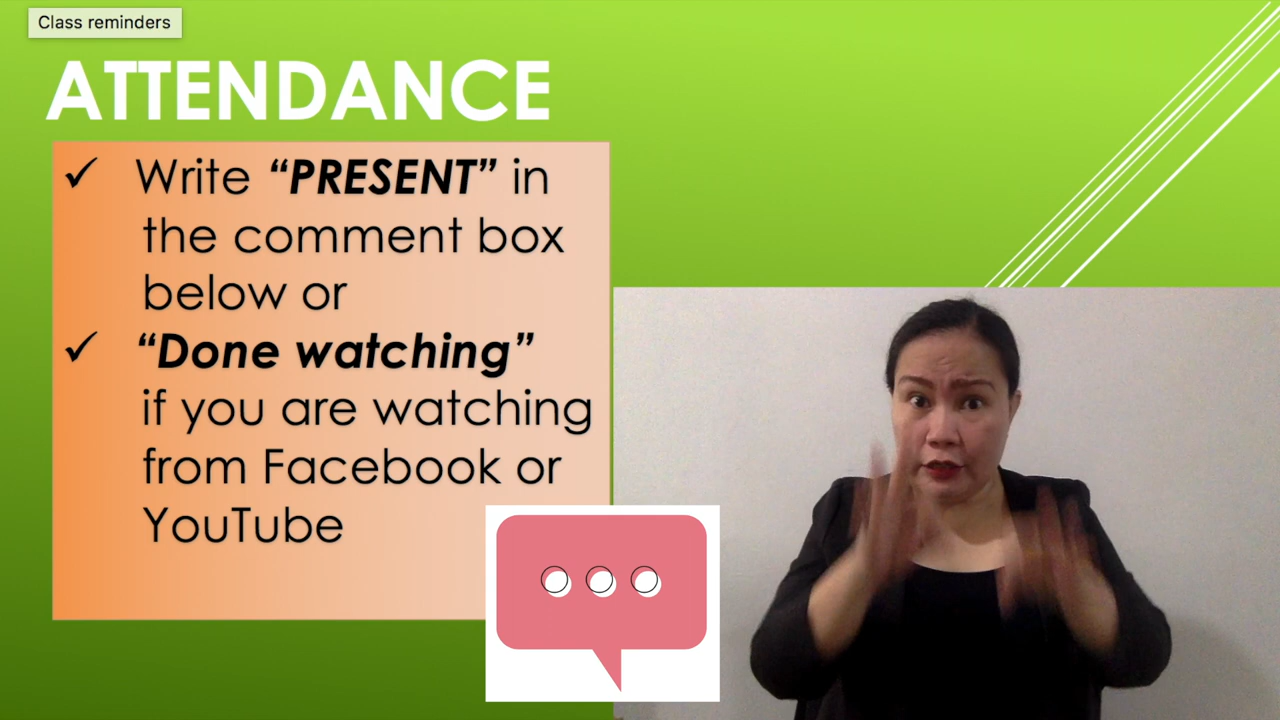 Class reminders
ATTENDANCE
✓ Write “PRESENT” in
the comment box
below or
✓ “Done watching”
if you are watching
from Facebook or
YouTube